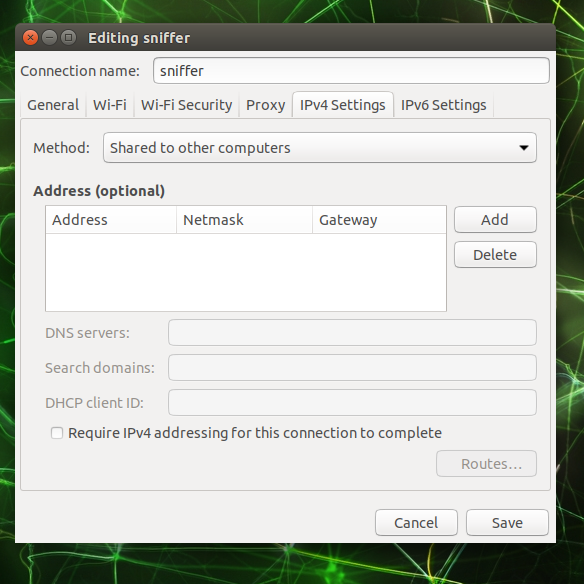 Editing sniffer
Connection name: sniffer
General Wi-Fi Wi-Fi Security Proxy IPv4 Settings IPv6 Settings
Method: Shared to other computers
Address (optional)
Address Netmask Gateway Add
Delete
DNS servers:
Search domains:
DHCP client ID:
Require IPv4 addressing for this connection to complete
Routes…
Cancel Save